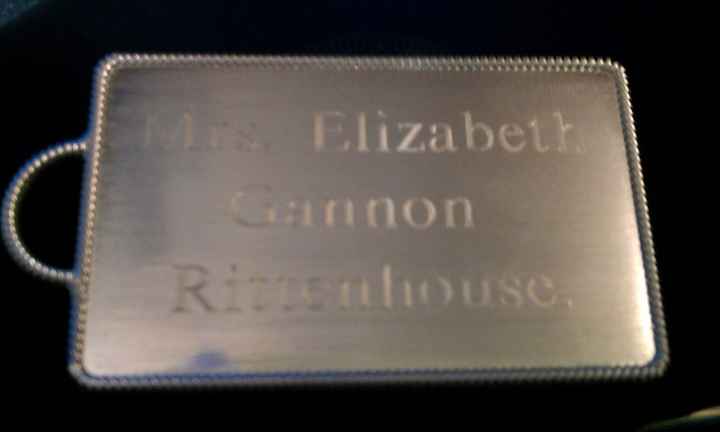 Mrs. Elizabeth
Gannon
Rittenhouse.